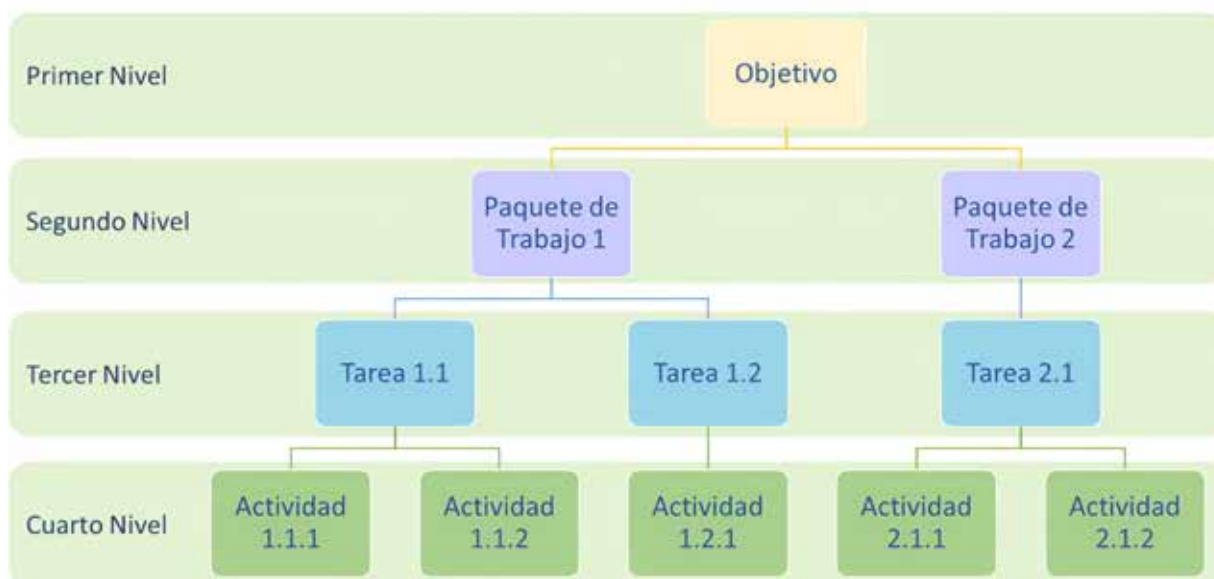 Primer Nivel
Objetivo
Segundo Nivel
Paquete de
Trabajo 1
Paquete de
Trabajo 2
Tercer Nivel
Tarea 1.1
Tarea 1.2
Tarea 2.1
Cuarto Nivel
Actividad
1.1.1
Actividad
1.1.2
Actividad
1.2.1
Actividad
2.1.1
Actividad
2.1.2